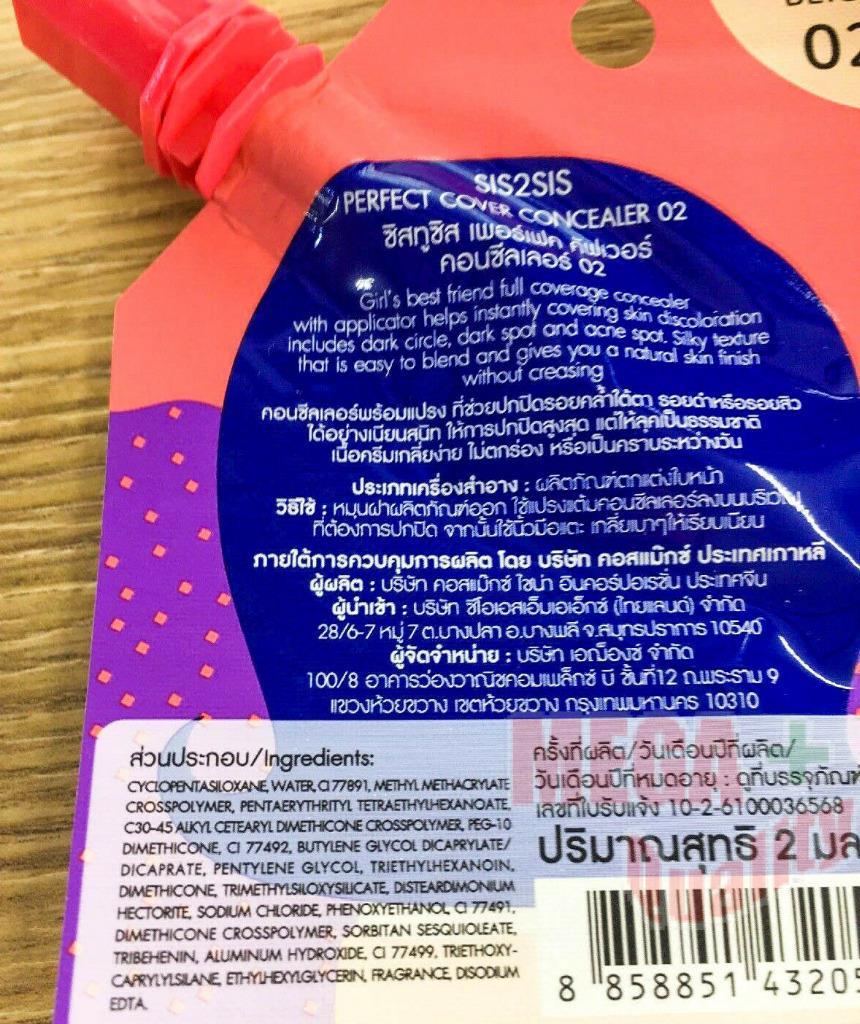 02
SIS2SIS
PERFECT COVER CONCEALER 02
ซิสทูซิส เพอร์เฟค คัฟเวอร์
คอนซีลเลอร์ 02
Girl's best friend full coverage concealer
with applicator helps instantly covering skin discoloration
includes dark circle, dark spot and acne spot. Silky texture
that is easy to blend and gives you a natural skin finish
without creasing
คอนซีลเลอร์พร้อมแปรง ที่ช่วยปกปิดรอยคล้ำใต้ตา รอยดำหรือรอยสิว
ได้อย่างเนียนสนิท ให้การปกปิดสูงสุด แต่ให้ลุคเป็นธรรมชาติ
เนื้อครีมเกลี่ยง่าย ไม่ตกร่อง หรือเป็นคราบระหว่างวัน
ประเภทเครื่องสำอาง : ผลิตภัณฑ์ตกแต่งใบหน้า
วิธีใช้ : หมุนฝาผลิตภัณฑ์ออก ใช้แปรงแต้มคอนซีลเลอร์ลงบนบริเวณ
ที่ต้องการปกปิด จากนั้นใช้นิ้วมือแตะ เกลี่ยเบาๆให้เรียบเนียน
ภายใต้การควบคุมการผลิต โดย บริษัท คอสแม๊กซ์ ประเทศเกาหลี
ผู้ผลิต : บริษัท คอสแม๊กซ์ ไชน่า อินคอร์ปอเรชั่น ประเทศจีน
ผู้นำเข้า : บริษัท ซีโอเอสเอ็มเอเอ็กซ์ (ไทยแลนด์) จำกัด
28/6-7 หมู่ 7 ต.บางปลา อ.บางพลี จ.สมุทรปราการ 10540
ผู้จัดจำหน่าย : บริษัท เอณ็องซ์ จำกัด
100/8 อาคารว่องวาณิชคอมเพล็กซ์ บี ชั้นที่12 ถ.พระราม 9
แขวงห้วยขวาง เขตห้วยขวาง กรุงเทพมหานคร 10310
MEGA +
Quality
ส่วนประกอบ/Ingredients:
CYCLOPENTASILOXANE, WATER, CI 77891, METHYL METHACRYLATE
CROSSPOLYMER, PENTAERYTHRITYL TETRAETHYLHEXANOATE,
C30-45 ALKYL CETEARYL DIMETHICONE CROSSPOLYMER, PEG-10
DIMETHICONE, CI 77492, BUTYLENE GLYCOL DICAPRYLATE/
DICAPRATE, PENTYLENE GLYCOL, TRIETHYLHEXANOIN,
DIMETHICONE, TRIMETHYLSILOXYSILICATE, DISTEARDIMONIUM
HECTORITE, SODIUM CHLORIDE, PHENOXYETHANOL, CI 77491,
DIMETHICONE CROSSPOLYMER, SORBITAN SESQUIOLEATE,
TRIBEHENIN, ALUMINUM HYDROXIDE, CI 77499, TRIETHOXY-
CAPRYLYLSILANE, ETHYLHEXYLGLYCERIN, FRAGRANCE, DISODIUM
EDTA.
ครั้งที่ผลิต/วันเดือนปีที่ผลิต/
วันเดือนปีที่หมดอายุ : ดูที่บรรจุภัณฑ์
เลขที่ใบรับแจ้ง 10-2-6100036568
ปริมาณสุทธิ 2 มล
8 858851 43205